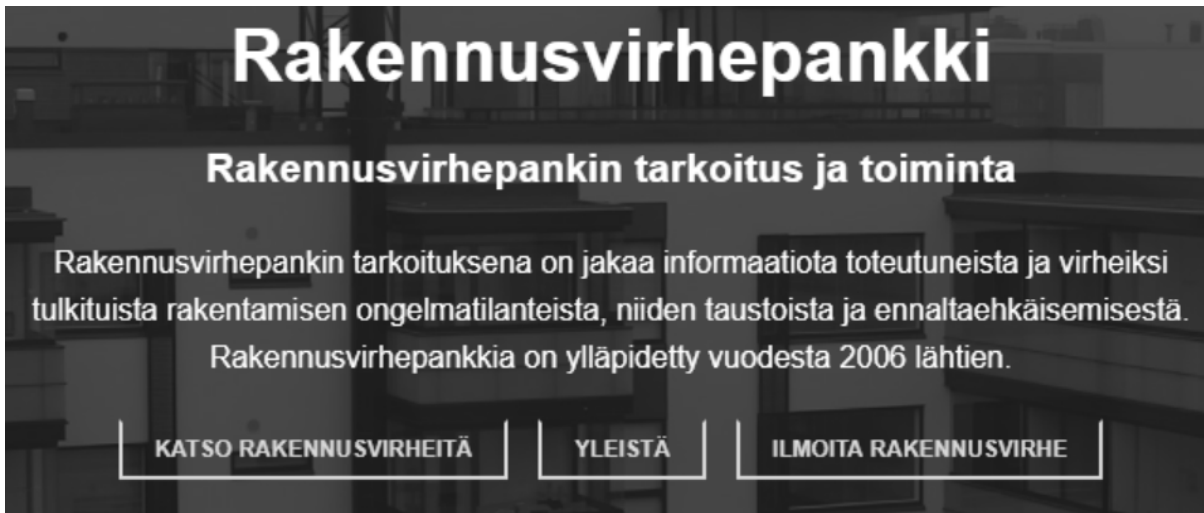 Rakennusvirhepankki
Rakennusvirhepankin tarkoitus ja toiminta
Rakennusvirhepankin tarkoituksena on jakaa informaatiota toteutuneista ja virheiksi
tulkituista rakentamisen ongelmatilanteista, niiden taustoista ja ennaltaehkäisemisestä.
Rakennusvirhepankkia on ylläpidetty vuodesta 2006 lähtien.
KATSO RAKENNUSVIRHEITÄ YLEISTÄ ILMOITA RAKENNUSVIRHE